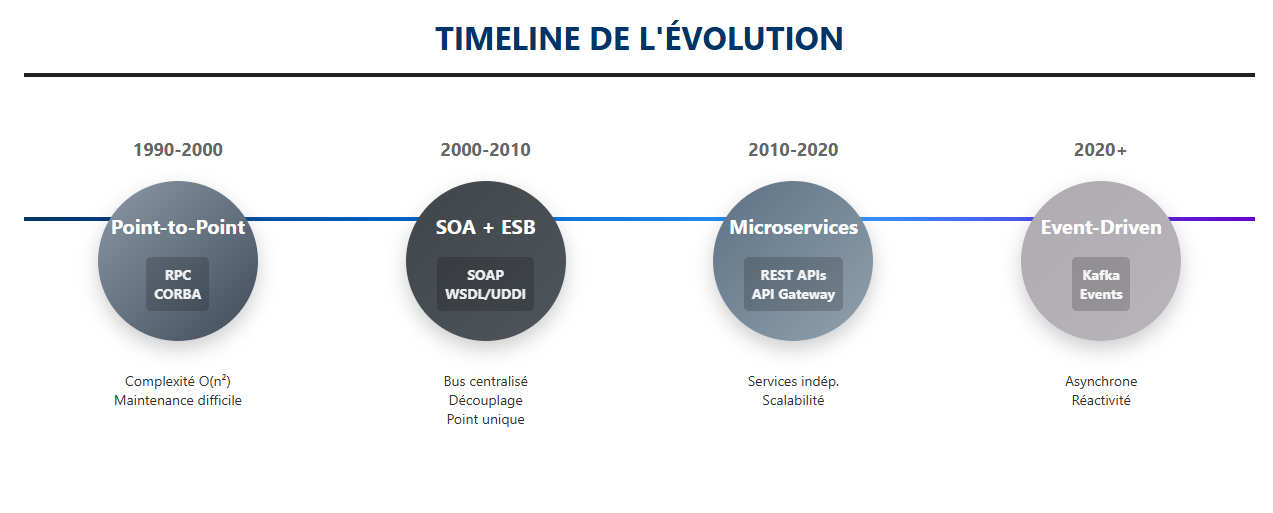 TIMELINE DE L'ÉVOLUTION
1990-2000
Point-to-Point
RPC
CORBA
Complexité O(n²)
Maintenance difficile
2000-2010
SOA + ESB
SOAP
WSDL/UDDI
Bus centralisé
Découplage
Point unique
2010-2020
Microservices
REST APIs
API Gateway
Services indép.
Scalabilité
2020+
Event-Driven
Kafka
Events
Asynchrone
Réactivité